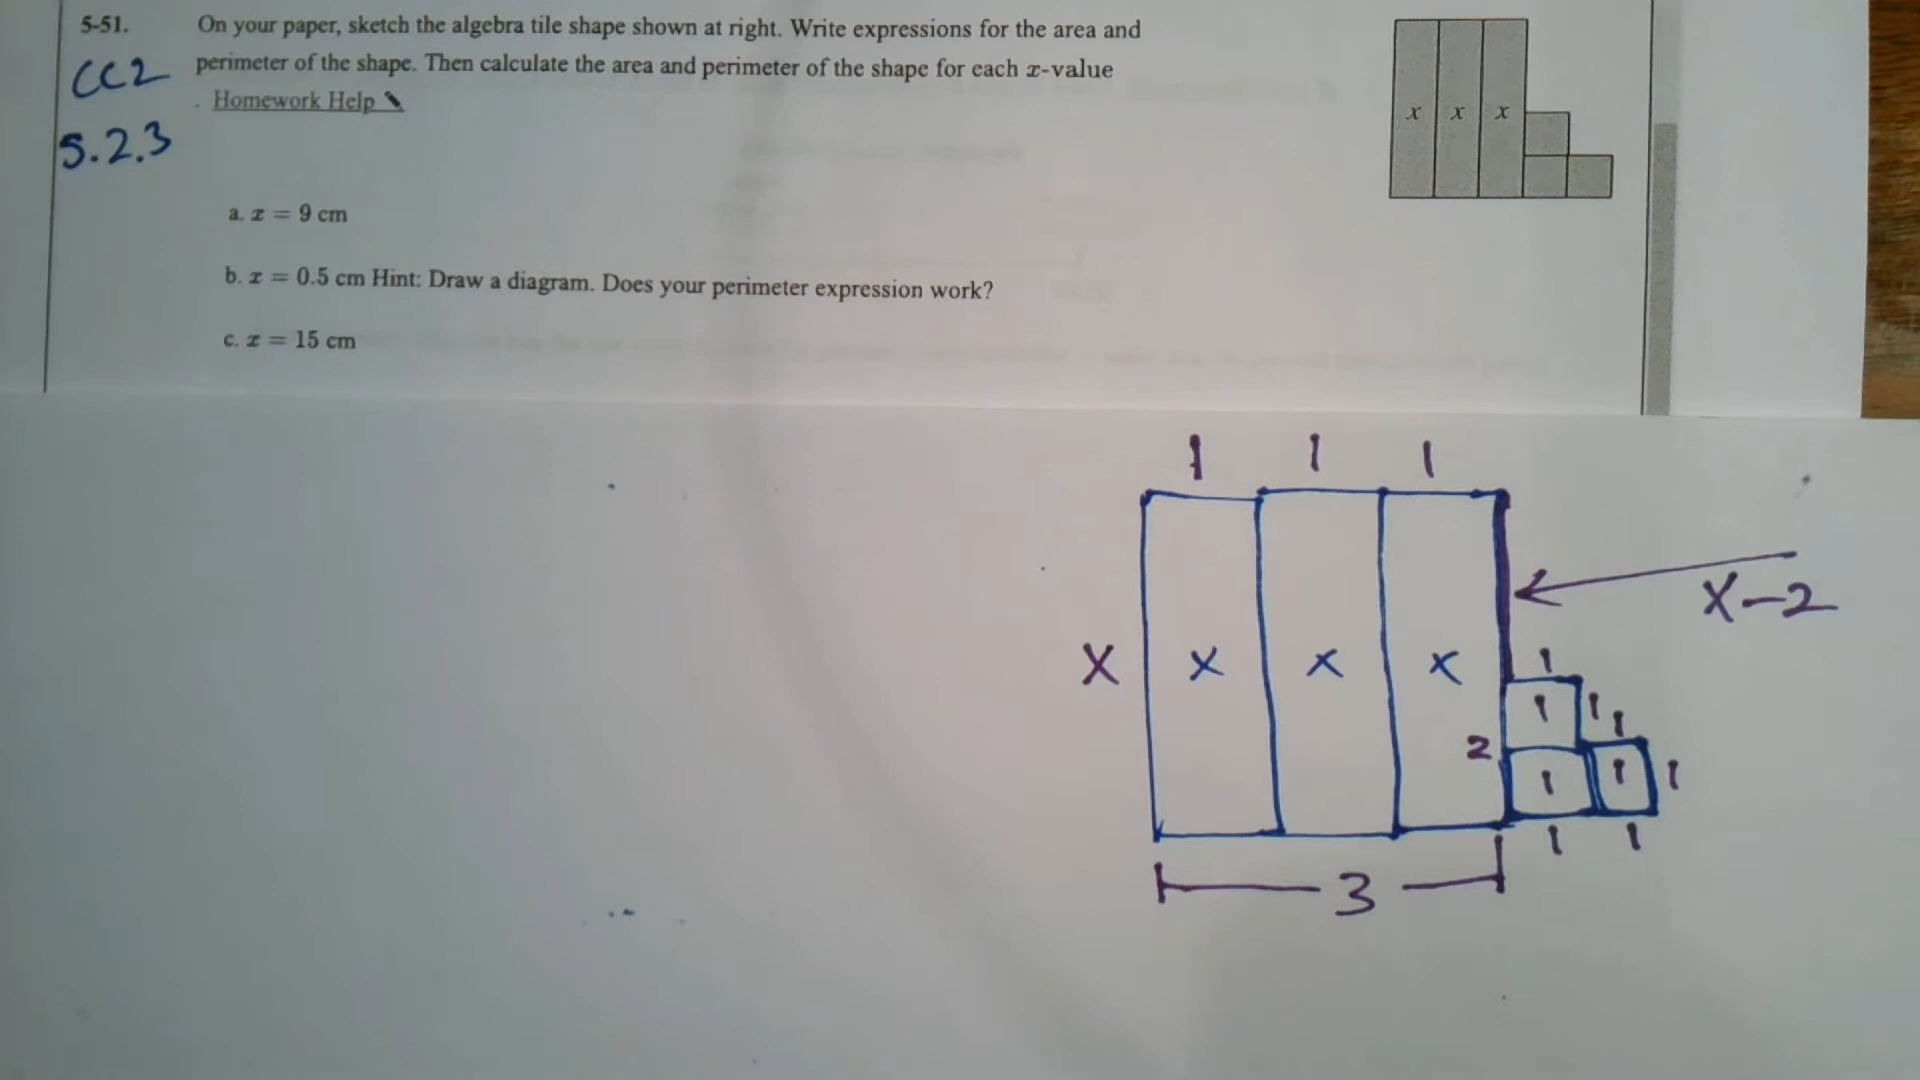 5-51. On your paper, sketch the algebra tile shape shown at right. Write expressions for the area and
perimeter of the shape. Then calculate the area and perimeter of the shape for each x-value
. Homework Help
CC2
5.2.3
x x x
a. x = 9 cm
b. x = 0.5 cm Hint: Draw a diagram. Does your perimeter expression work?
c. x = 15 cm
1 1 1
X-2
X x x x
1
1 1 1
2
1 1 1
1 1
3